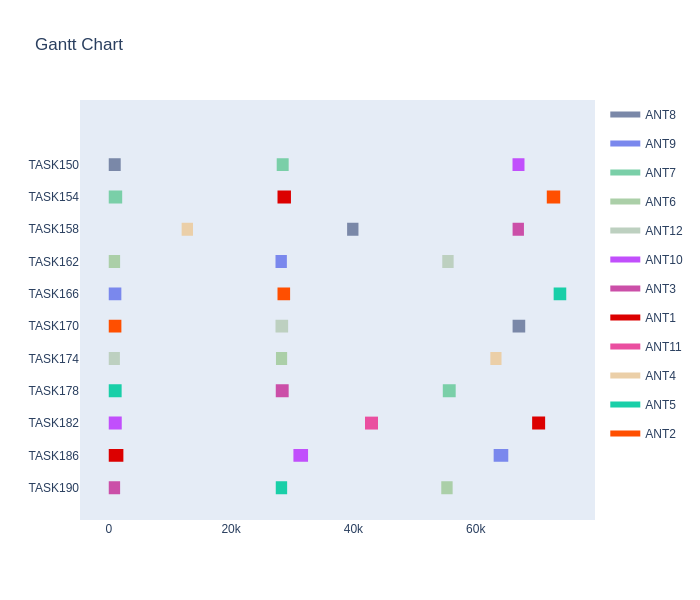 Gantt Chart
TASK150
TASK154
TASK158
TASK162
TASK166
TASK170
TASK174
TASK178
TASK182
TASK186
TASK190
0 20k 40k 60k
ANT8
ANT9
ANT7
ANT6
ANT12
ANT10
ANT3
ANT1
ANT11
ANT4
ANT5
ANT2